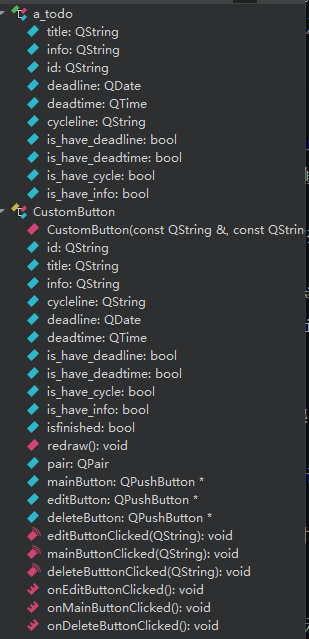 a_todo
title: QString
info: QString
id: QString
deadline: QDate
deadtime: QTime
cycleline: QString
is_have_deadline: bool
is_have_deadtime: bool
is_have_cycle: bool
is_have_info: bool
CustomButton
CustomButton(const QString &, const QStrin
id: QString
title: QString
info: QString
cycleline: QString
deadline: QDate
deadtime: QTime
is_have_deadline: bool
is_have_deadtime: bool
is_have_cycle: bool
is_have_info: bool
isfinished: bool
redraw(): void
pair: QPair
mainButton: QPushButton *
editButton: QPushButton *
deleteButton: QPushButton *
editButtonClicked(QString): void
mainButtonClicked(QString): void
deleteButttonClicked(QString): void
onEditButtonClicked(): void
onMainButtonClicked(): void
onDeleteButtonClicked(): void